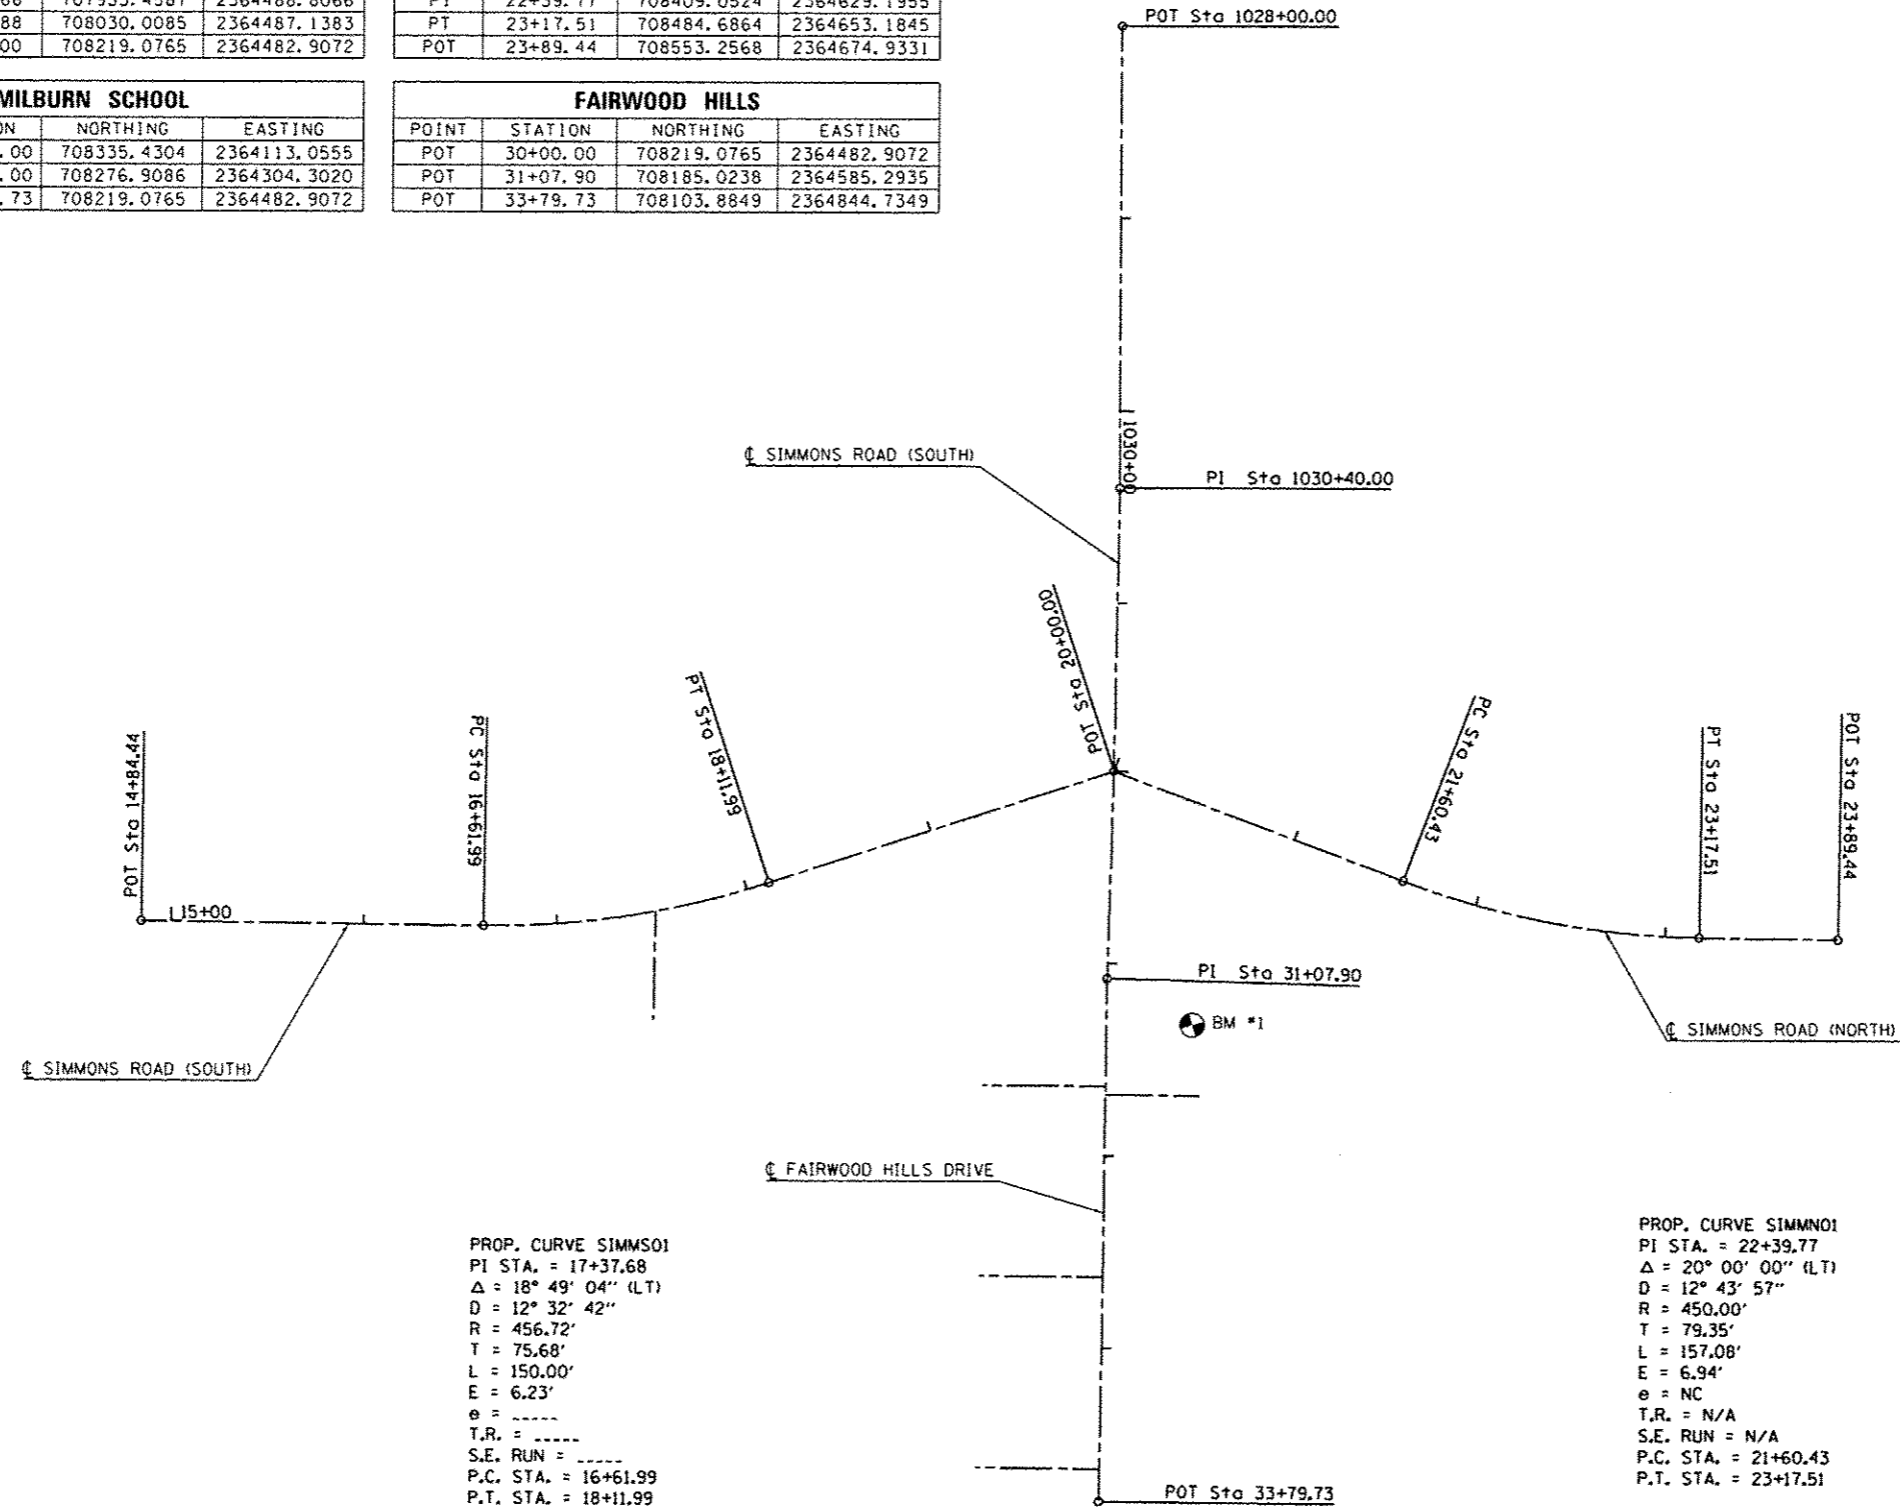 708030.0085 2364487.1383
708219.0765 2364482.9072
PT 23+17.51 708484.6864 2364653.1845
POT 23+89.44 708553.2568 2364674.9331
MILBURN SCHOOL
NORTHING EASTING
.00 708335.4304 2364113.0555
.00 708276.9086 2364304.3020
.73 708219.0765 2364482.9072
FAIRWOOD HILLS
POINT STATION NORTHING EASTING
POT 30+00.00 708219.0765 2364482.9072
POT 31+07.90 708185.0238 2364585.2935
POT 33+79.73 708103.8849 2364844.7349
POT Sta 1028+00.00
1030+00
℄ SIMMONS ROAD (SOUTH)
PI Sta 1030+40.00
POT Sta 20+00.00
PT Sta 18+11.99
PC Sta 16+61.99
POT Sta 14+84.44
15+00
PC Sta 21+60.43
PT Sta 23+17.51
POT Sta 23+89.44
PI Sta 31+07.90
BM #1
℄ SIMMONS ROAD (NORTH)
℄ SIMMONS ROAD (SOUTH)
℄ FAIRWOOD HILLS DRIVE
PROP. CURVE SIMMS01
PI STA. = 17+37.68
Δ = 18° 49' 04" (LT)
D = 12° 32' 42"
R = 456.72'
T = 75.68'
L = 150.00'
E = 6.23'
e = -----
T.R. = -----
S.E. RUN = -----
P.C. STA. = 16+61.99
P.T. STA. = 18+11.99
PROP. CURVE SIMMN01
PI STA. = 22+39.77
Δ = 20° 00' 00" (LT)
D = 12° 43' 57"
R = 450.00'
T = 79.35'
L = 157.08'
E = 6.94'
e = NC
T.R. = N/A
S.E. RUN = N/A
P.C. STA. = 21+60.43
P.T. STA. = 23+17.51
POT Sta 33+79.73